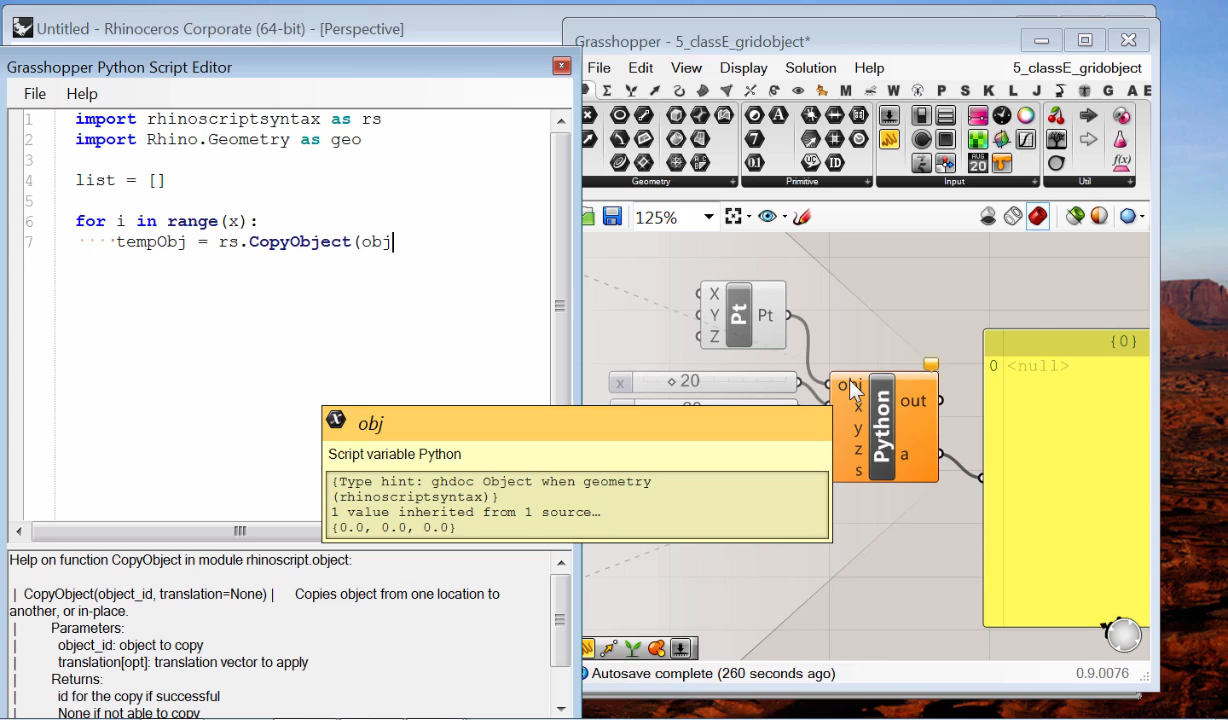 Untitled - Rhinoceros Corporate (64-bit) - [Perspective]
Grasshopper - 5_classE_gridobject*
Grasshopper Python Script Editor
File Help
File Edit View Display Solution Help
5_classE_gridobject
M W P S K L J G A E
1 import rhinoscriptsyntax as rs
2 import Rhino.Geometry as geo
3
4 list = []
5
6 for i in range(x):
7 ····tempObj = rs.CopyObject(obj
Geometry
Primitive
Input
Util
125%
X
Y
Z
Pt
Pt
x
20
obj
x
y
z
s
Python
out
a
{0}
0 <null>
obj
Script variable Python
{Type hint: ghdoc Object when geometry
(rhinoscriptsyntax)}
1 value inherited from 1 source…
{0.0, 0.0, 0.0}
Help on function CopyObject in module rhinoscript.object:
| CopyObject(object_id, translation=None) | Copies object from one location to
another, or in-place.
| Parameters:
| object_id: object to copy
| translation[opt]: translation vector to apply
| Returns:
| id for the copy if successful
| None if not able to copy
Autosave complete (260 seconds ago)
0.9.0076